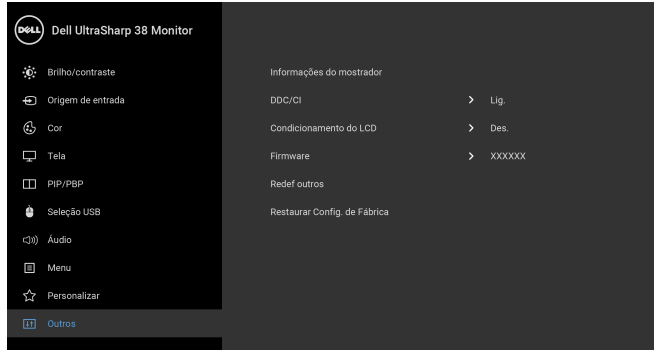 DELL Dell UltraSharp 38 Monitor
Brilho/contraste
Informações do mostrador
Origem de entrada
DDC/CI > Lig.
Cor
Condicionamento do LCD > Des.
Tela
Firmware > XXXXXX
PIP/PBP
Redef outros
Seleção USB
Restaurar Config. de Fábrica
Áudio
Menu
Personalizar
Outros